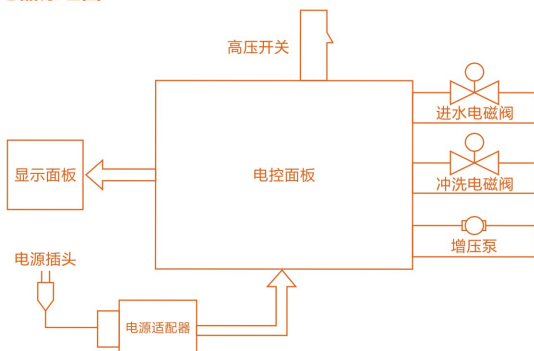 高压开关
进水电磁阀
显示面板
电控面板
冲洗电磁阀
增压泵
电源插头
电源适配器